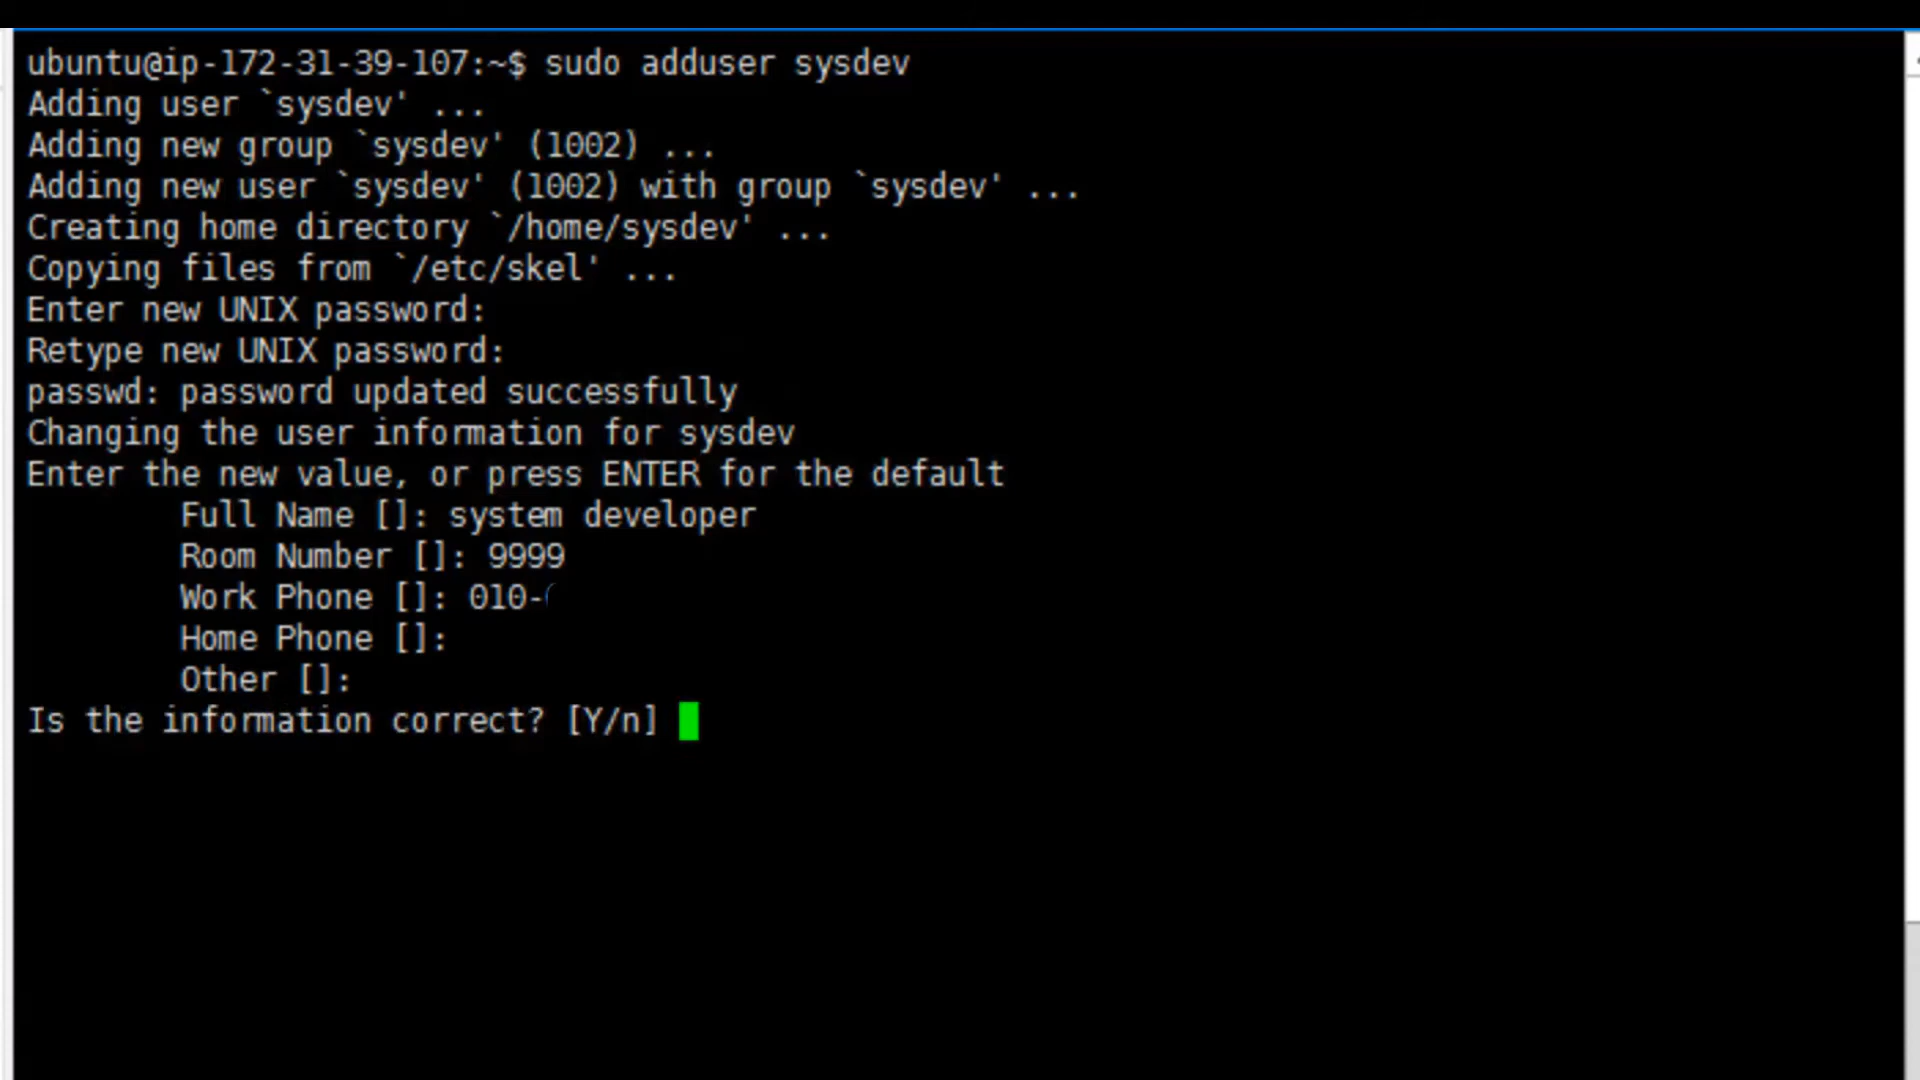 ubuntu@ip-172-31-39-107:~$ sudo adduser sysdev
Adding user `sysdev' ...
Adding new group `sysdev' (1002) ...
Adding new user `sysdev' (1002) with group `sysdev' ...
Creating home directory `/home/sysdev' ...
Copying files from `/etc/skel' ...
Enter new UNIX password:
Retype new UNIX password:
passwd: password updated successfully
Changing the user information for sysdev
Enter the new value, or press ENTER for the default
Full Name []: system developer
Room Number []: 9999
Work Phone []: 010-
Home Phone []:
Other []:
Is the information correct? [Y/n]